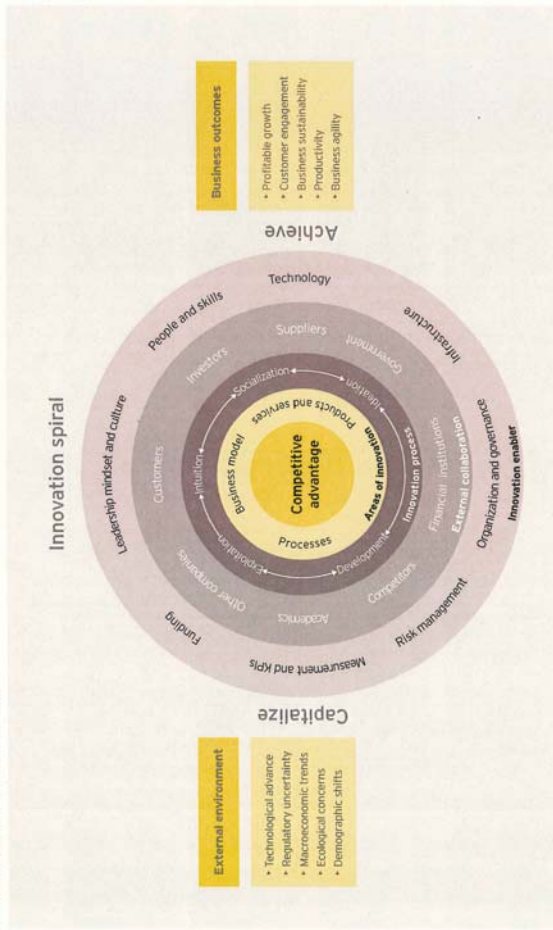 Innovation spiral
External environment
• Technological advance
• Regulatory uncertainty
• Macroeconomic trends
• Ecological concerns
• Demographic shifts
Capitalize
Funding
Leadership mindset and culture
People and skills
Technology
Infrastructure
Organization and governance
Innovation enabler
Risk management
Measurement and KPIs
Other companies
Customers
Investors
Suppliers
Government
Financial institutions
External collaboration
Competitors
Academics
Exploitation
Intuition
Socialization
Ideation
Innovation process
Development
Business model
Products and services
Areas of innovation
Processes
Competitive
advantage
Achieve
Business outcomes
• Profitable growth
• Customer engagement
• Business sustainability
• Productivity
• Business agility